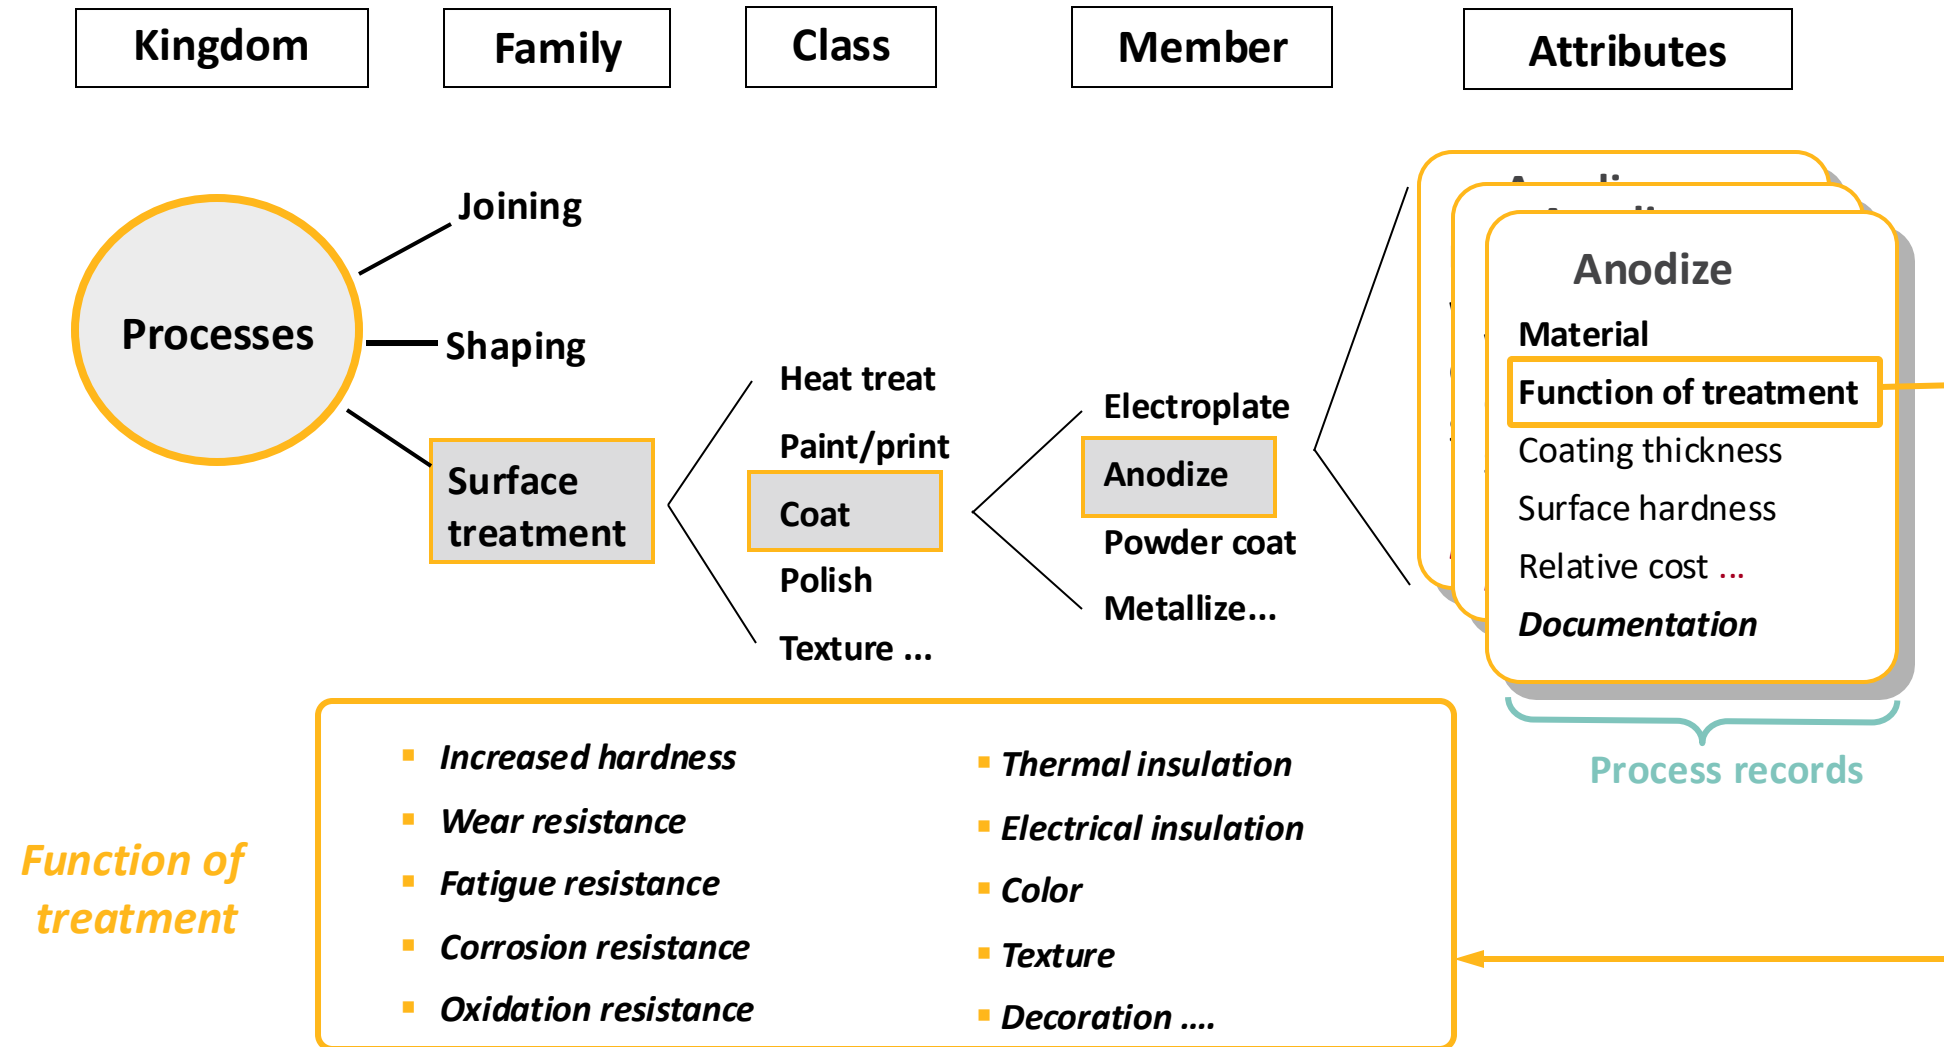 Kingdom
Family
Class
Member
Attributes
Processes
Joining
Shaping
Surface
treatment
Heat treat
Paint/print
Coat
Polish
Texture ...
Electroplate
Anodize
Powder coat
Metallize...
Anodize
Material
Function of treatment
Coating thickness
Surface hardness
Relative cost ...
Documentation
Process records
Function of
treatment
Increased hardness
Wear resistance
Fatigue resistance
Corrosion resistance
Oxidation resistance
Thermal insulation
Electrical insulation
Color
Texture
Decoration ....